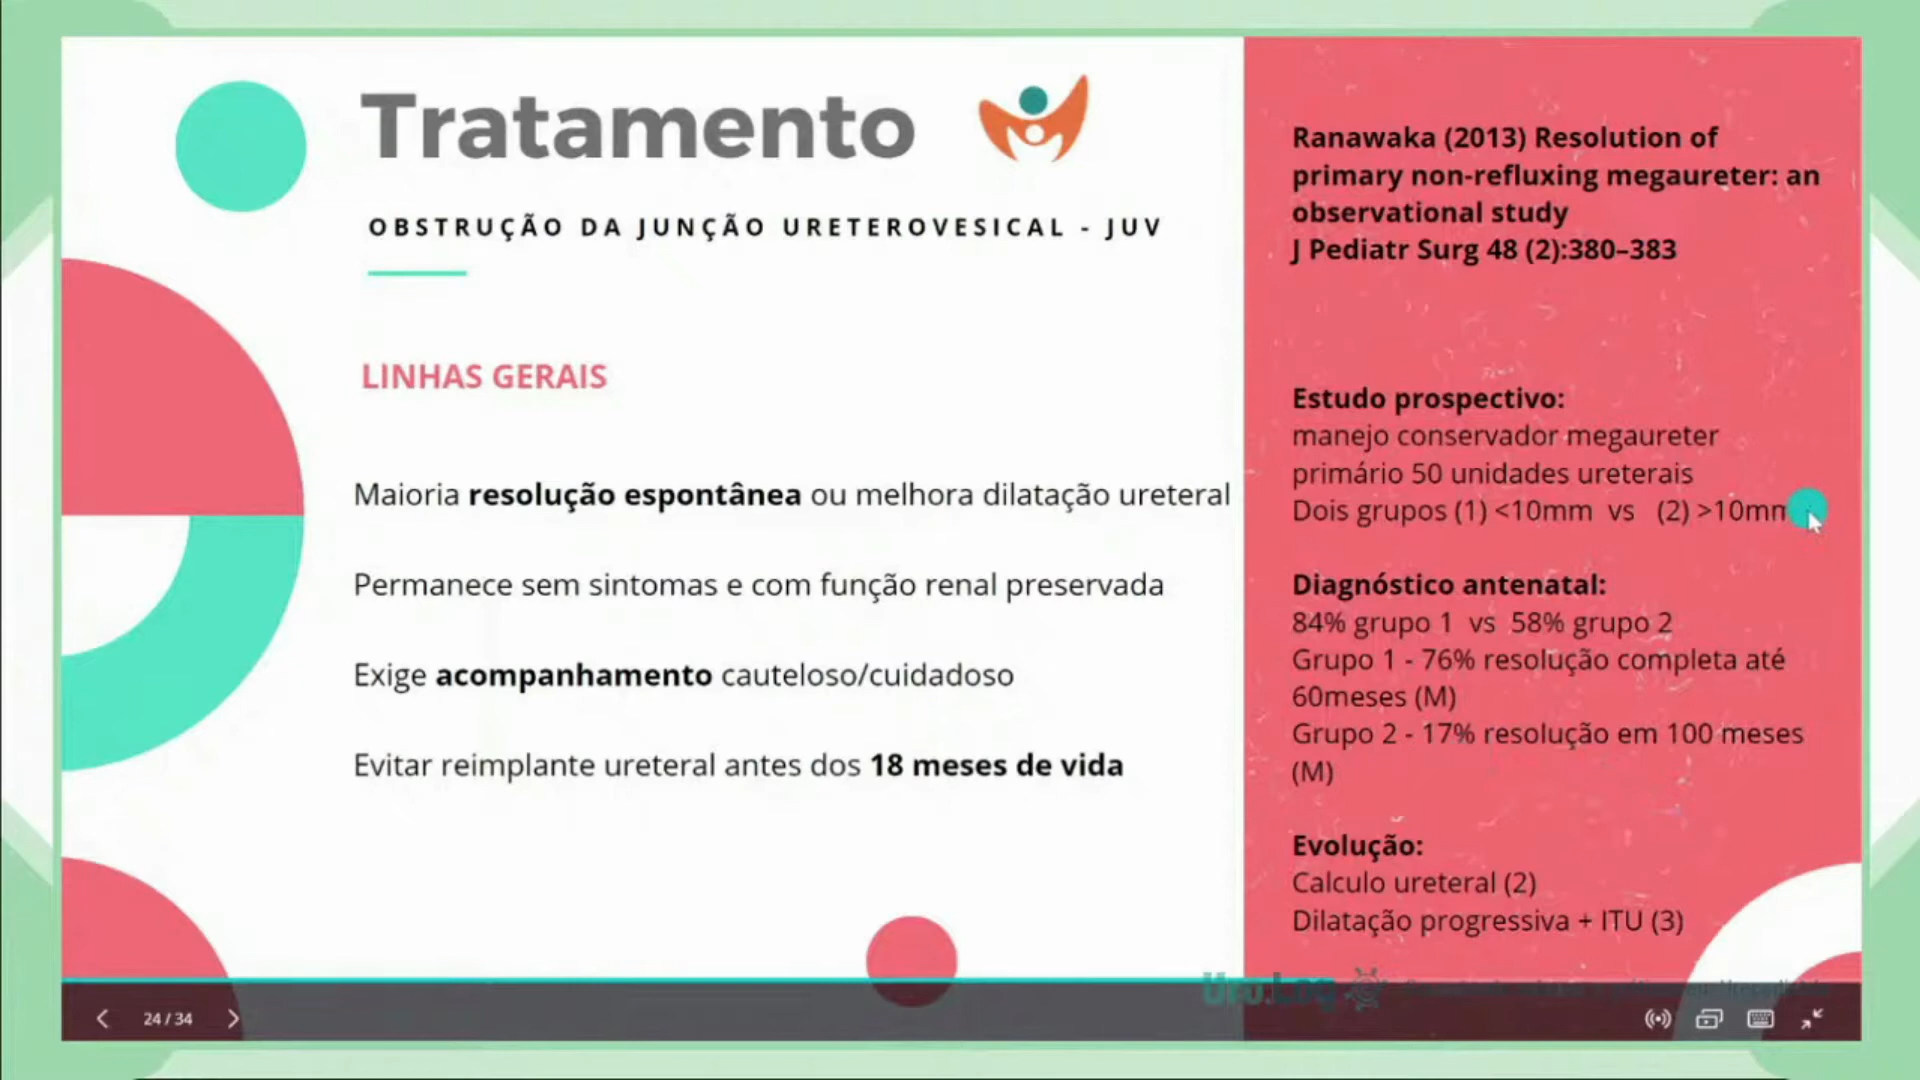 Tratamento
OBSTRUÇÃO DA JUNÇÃO URETEROVESICAL - JUV
LINHAS GERAIS
Maioria resolução espontânea ou melhora dilatação ureteral
Permanece sem sintomas e com função renal preservada
Exige acompanhamento cauteloso/cuidadoso
Evitar reimplante ureteral antes dos 18 meses de vida
Ranawaka (2013) Resolution of
primary non-refluxing megaureter: an
observational study
J Pediatr Surg 48 (2):380–383
Estudo prospectivo:
manejo conservador megaureter
primário 50 unidades ureterais
Dois grupos (1) <10mm vs (2) >10mm
Diagnóstico antenatal:
84% grupo 1 vs 58% grupo 2
Grupo 1 - 76% resolução completa até
60meses (M)
Grupo 2 - 17% resolução em 100 meses
(M)
Evolução:
Calculo ureteral (2)
Dilatação progressiva + ITU (3)
24 / 34